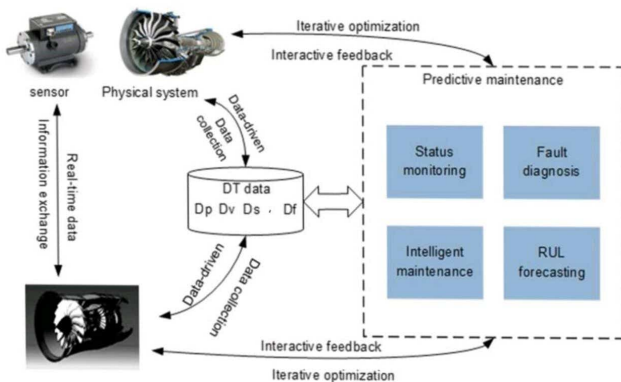 Iterative optimization
Interactive feedback
sensor
Physical system
Predictive maintenance
Data-driven
Data collection
Real-time data
Information exchange
DT data
Dp Dv Ds . Df
Status
monitoring
Fault
diagnosis
Intelligent
maintenance
RUL
forecasting
Data-driven
Data collection
Interactive feedback
Iterative optimization